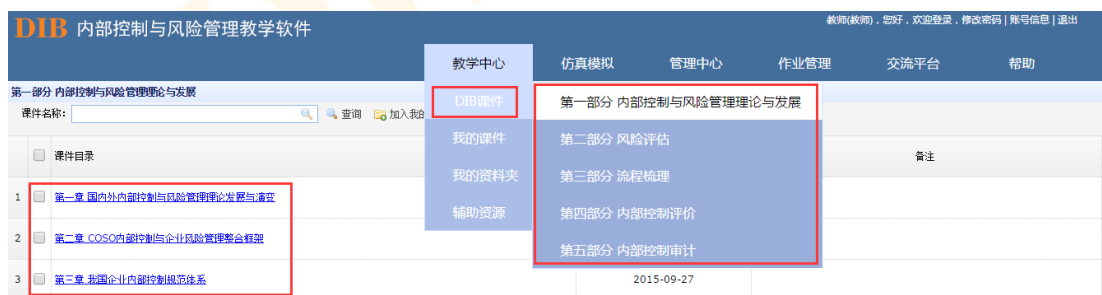 DIB 内部控制与风险管理教学软件
教师(教师)，您好，欢迎登录，修改密码 | 账号信息 | 退出
教学中心 仿真模拟 管理中心 作业管理 交流平台 帮助
第一部分 内部控制与风险管理理论与发展
DIB课件
第一部分 内部控制与风险管理理论与发展
课件名称： 查询 加入我的
我的课件
第二部分 风险评估
课件目录
备注
我的资料夹
第三部分 流程梳理
1 第一章 国内外内部控制与风险管理理论发展与演变
辅助资源
第四部分 内部控制评价
2 第二章 COSO内部控制与企业风险管理整合框架
第五部分 内部控制审计
3 第三章 我国企业内部控制规范体系
2015-09-27